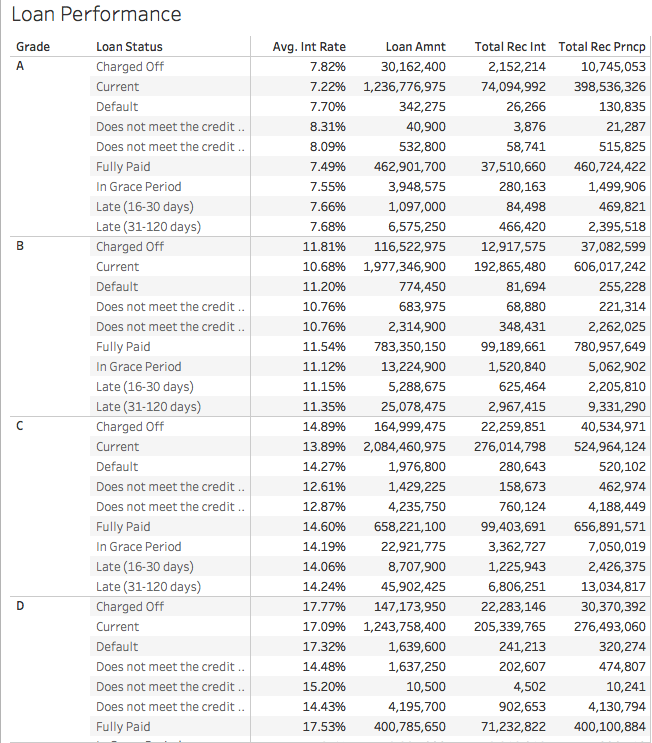 Loan Performance
Grade Loan Status Avg. Int Rate Loan Amnt Total Rec Int Total Rec Prncp
A Charged Off 7.82% 30,162,400 2,152,214 10,745,053
Current 7.22% 1,236,776,975 74,094,992 398,536,326
Default 7.70% 342,275 26,266 130,835
Does not meet the credit .. 8.31% 40,900 3,876 21,287
Does not meet the credit .. 8.09% 532,800 58,741 515,825
Fully Paid 7.49% 462,901,700 37,510,660 460,724,422
In Grace Period 7.55% 3,948,575 280,163 1,499,906
Late (16-30 days) 7.66% 1,097,000 84,498 469,821
Late (31-120 days) 7.68% 6,575,250 466,420 2,395,518
B Charged Off 11.81% 116,522,975 12,917,575 37,082,599
Current 10.68% 1,977,346,900 192,865,480 606,017,242
Default 11.20% 774,450 81,694 255,228
Does not meet the credit .. 10.76% 683,975 68,880 221,314
Does not meet the credit .. 10.76% 2,314,900 348,431 2,262,025
Fully Paid 11.54% 783,350,150 99,189,661 780,957,649
In Grace Period 11.12% 13,224,900 1,520,840 5,062,902
Late (16-30 days) 11.15% 5,288,675 625,464 2,205,810
Late (31-120 days) 11.35% 25,078,475 2,967,415 9,331,290
C Charged Off 14.89% 164,999,475 22,259,851 40,534,971
Current 13.89% 2,084,460,975 276,014,798 524,964,124
Default 14.27% 1,976,800 280,643 520,102
Does not meet the credit .. 12.61% 1,429,225 158,673 462,974
Does not meet the credit .. 12.87% 4,235,750 760,124 4,188,449
Fully Paid 14.60% 658,221,100 99,403,691 656,891,571
In Grace Period 14.19% 22,921,775 3,362,727 7,050,019
Late (16-30 days) 14.06% 8,707,900 1,225,943 2,426,375
Late (31-120 days) 14.24% 45,902,425 6,806,251 13,034,817
D Charged Off 17.77% 147,173,950 22,283,146 30,370,392
Current 17.09% 1,243,758,400 205,339,765 276,493,060
Default 17.32% 1,639,600 241,213 320,274
Does not meet the credit .. 14.48% 1,637,250 202,607 474,807
Does not meet the credit .. 15.20% 10,500 4,502 10,241
Does not meet the credit .. 14.43% 4,195,700 902,653 4,130,794
Fully Paid 17.53% 400,785,650 71,232,822 400,100,884